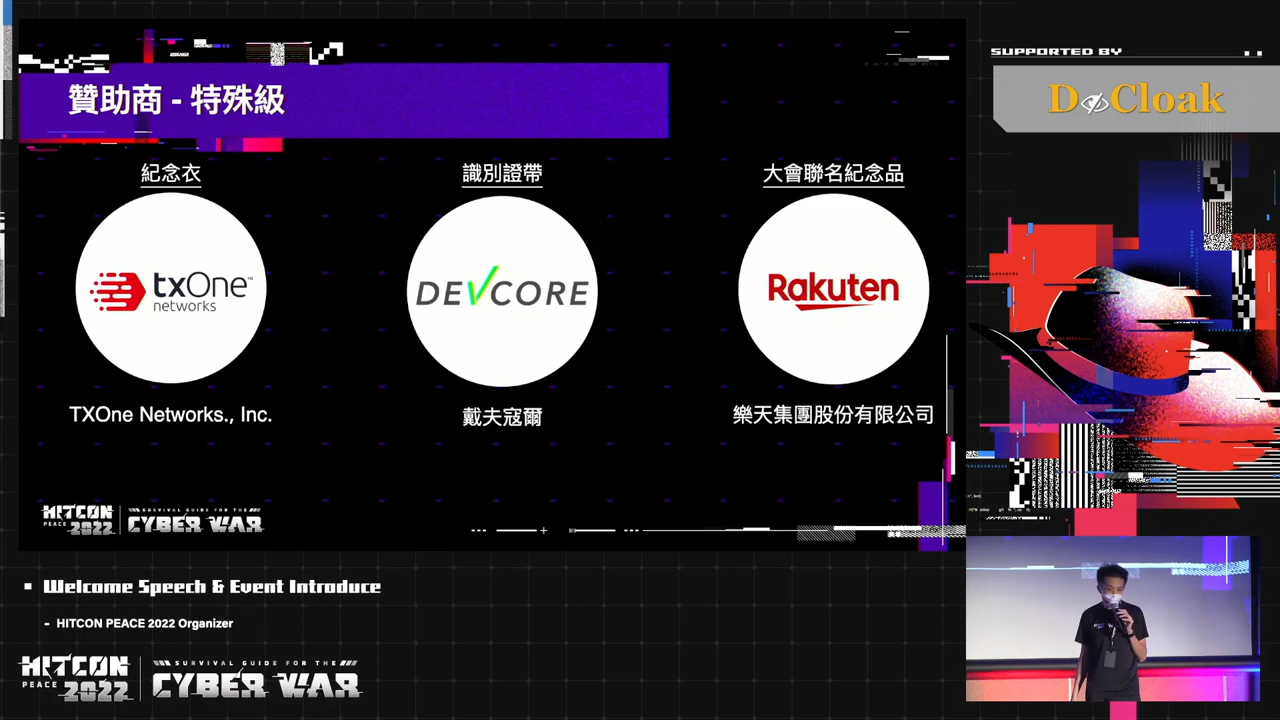 贊助商 - 特殊級
紀念衣
識別證帶
大會聯名紀念品
txOne™
networks
DEVCORE
Rakuten
TXOne Networks., Inc.
戴夫寇爾
樂天集團股份有限公司
HITCON
PEACE 2022
SURVIVAL GUIDE FOR THE
CYBER WAR
SUPPORTED BY
D Cloak
Welcome Speech & Event Introduce
- HITCON PEACE 2022 Organizer
HITCON
PEACE 2022
SURVIVAL GUIDE FOR THE
CYBER WAR